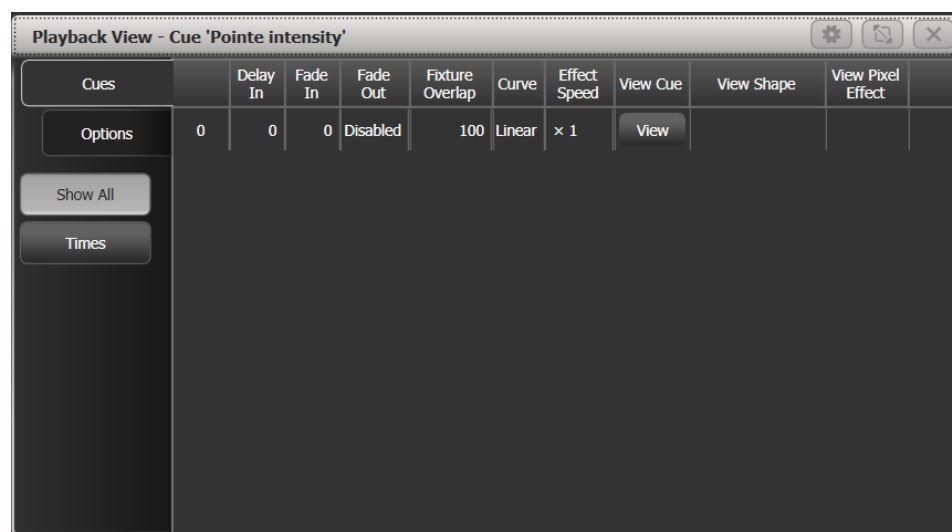 Playback View - Cue 'Pointe intensity'
Cues
Delay In
Fade In
Fade Out
Fixture Overlap
Curve
Effect Speed
View Cue
View Shape
View Pixel Effect
Options
0 0 0 Disabled 100 Linear × 1 View
Show All
Times